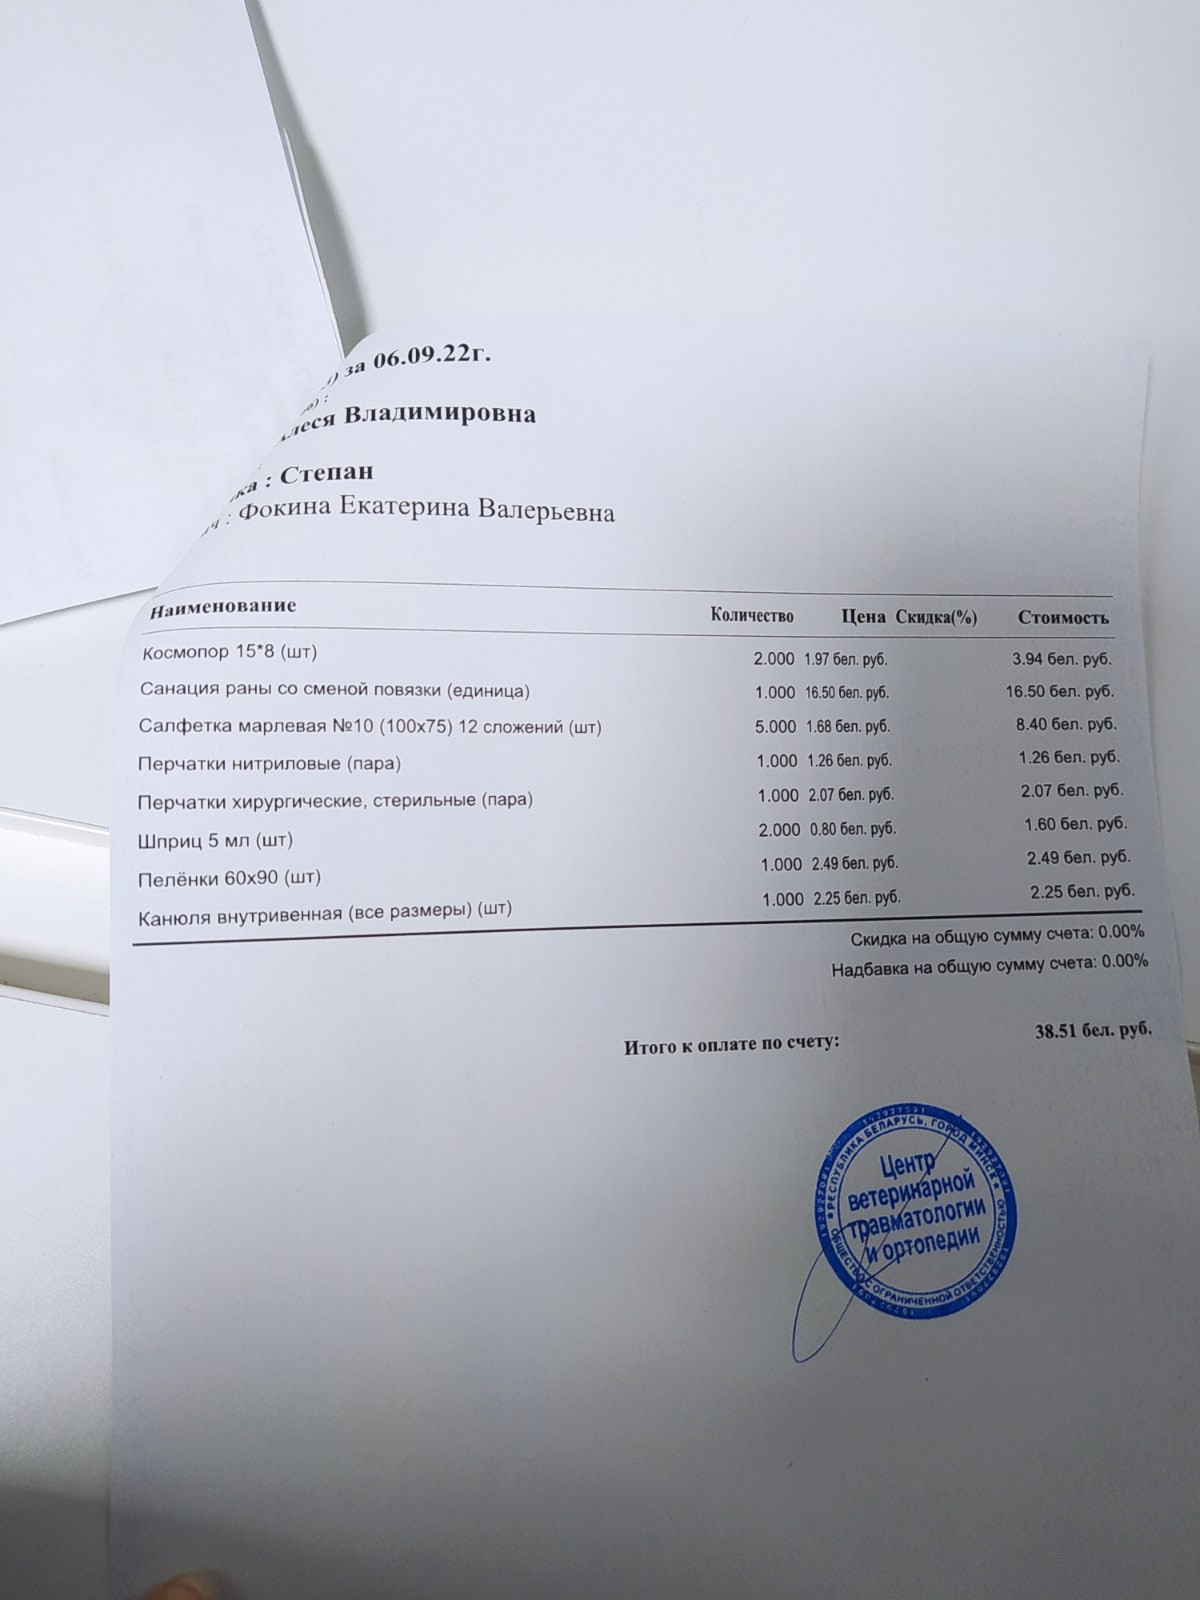 за 06.09.22г.
Владимировна
: Степан
: Фокина Екатерина Валерьевна
Наименование Количество Цена Скидка(%) Стоимость
Космопор 15*8 (шт) 2.000 1.97 бел. руб. 3.94 бел. руб.
Санация раны со сменой повязки (единица) 1.000 16.50 бел. руб. 16.50 бел. руб.
Салфетка марлевая №10 (100х75) 12 сложений (шт) 5.000 1.68 бел. руб. 8.40 бел. руб.
Перчатки нитриловые (пара) 1.000 1.26 бел. руб. 1.26 бел. руб.
Перчатки хирургические, стерильные (пара) 1.000 2.07 бел. руб. 2.07 бел. руб.
Шприц 5 мл (шт) 2.000 0.80 бел. руб. 1.60 бел. руб.
Пелёнки 60х90 (шт) 1.000 2.49 бел. руб. 2.49 бел. руб.
Канюля внутривенная (все размеры) (шт) 1.000 2.25 бел. руб. 2.25 бел. руб.
Скидка на общую сумму счета: 0.00%
Надбавка на общую сумму счета: 0.00%
Итого к оплате по счету: 38.51 бел. руб.
РЕСПУБЛИКА БЕЛАРУСЬ, ГОРОД МИНСК
Центр
ветеринарной
травматологии
и ортопедии
ОБЩЕСТВО С ОГРАНИЧЕННОЙ ОТВЕТСТВЕННОСТЬЮ